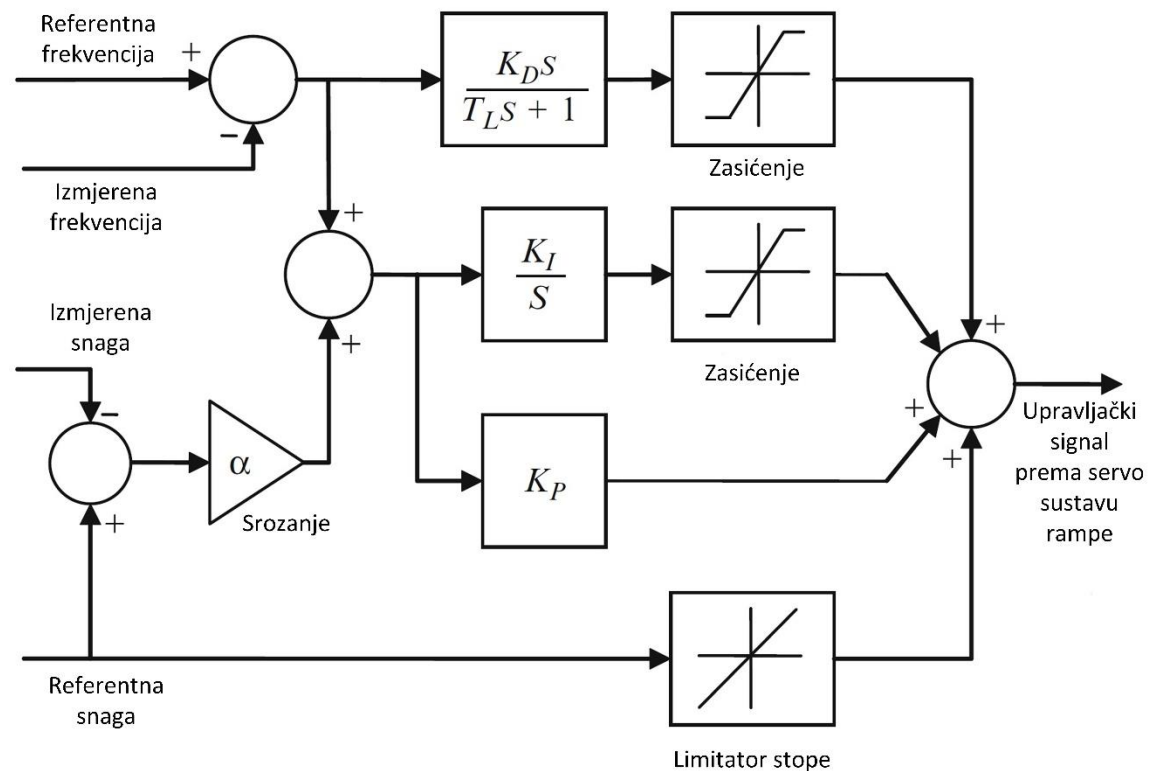 Referentna
frekvencija
+
−
Izmjerena
frekvencija
K_D s
T_L s + 1
Zasićenje
+
K_I
S
Zasićenje
+
+
Izmjerena
snaga
−
α
Srozanje
+
K_P
+
+
Upravljački
signal
prema servo
sustavu
rampe
Referentna
snaga
Limitator stope